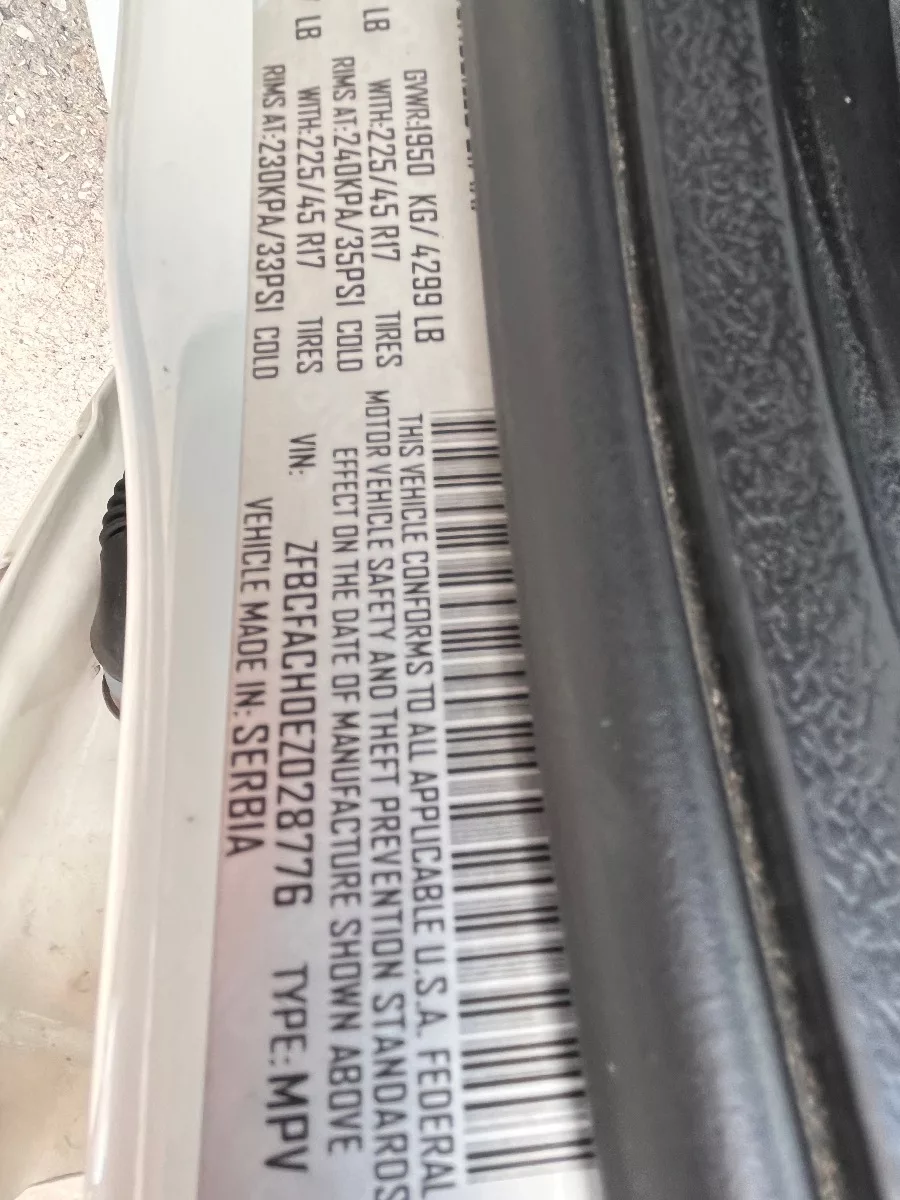 GVWR:1950 KG/ 4299 LB
LB WITH:225/45 R17 TIRES
RIMS AT:240KPA/35PSI COLD
LB WITH:225/45 R17 TIRES
RIMS AT:230KPA/33PSI COLD
THIS VEHICLE CONFORMS TO ALL APPLICABLE U.S.A. FEDERAL
MOTOR VEHICLE SAFETY AND THEFT PREVENTION STANDARDS
EFFECT ON THE DATE OF MANUFACTURE SHOWN ABOVE
VIN: ZFBCFACH0EZ028776 TYPE: MPV
VEHICLE MADE IN: SERBIA